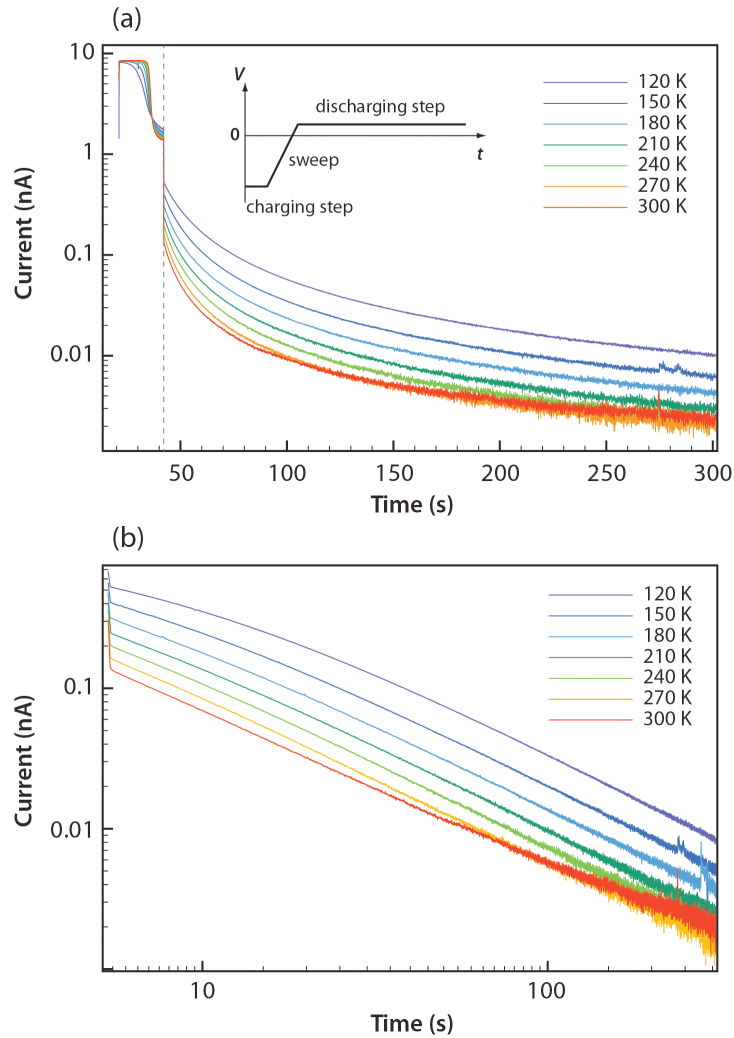 (a)
10
1
0.1
0.01
Current (nA)
V
0
t
discharging step
sweep
charging step
120 K
150 K
180 K
210 K
240 K
270 K
300 K
50
100
150
200
250
300
Time (s)
(b)
0.1
0.01
Current (nA)
120 K
150 K
180 K
210 K
240 K
270 K
300 K
10
100
Time (s)